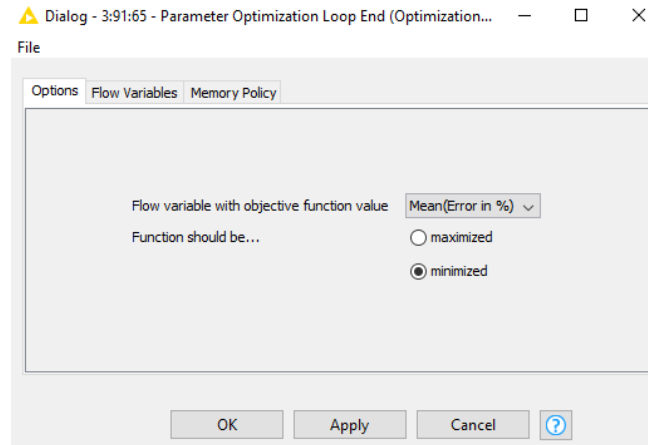 Dialog - 3:91:65 - Parameter Optimization Loop End (Optimization...
File
Options Flow Variables Memory Policy
Flow variable with objective function value Mean(Error in %)
Function should be... maximized
minimized
OK Apply Cancel ?